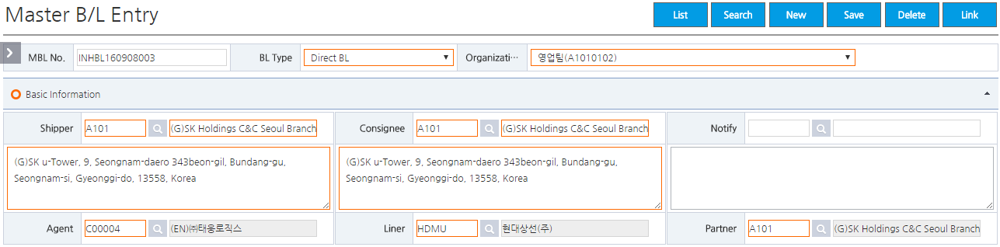 Master B/L Entry
List Search New Save Delete Link
MBL No. INHBL160908003 BL Type Direct BL Organizati… 영업팀(A1010102)
Basic Information
Shipper A101 (G)SK Holdings C&C Seoul Branch Consignee A101 (G)SK Holdings C&C Seoul Branch Notify
(G)SK u-Tower, 9, Seongnam-daero 343beon-gil, Bundang-gu,
Seongnam-si, Gyeonggi-do, 13558, Korea
(G)SK u-Tower, 9, Seongnam-daero 343beon-gil, Bundang-gu,
Seongnam-si, Gyeonggi-do, 13558, Korea
Agent C00004 (EN)㈜태웅로직스 Liner HDMU 현대상선(주) Partner A101 (G)SK Holdings C&C Seoul Branch